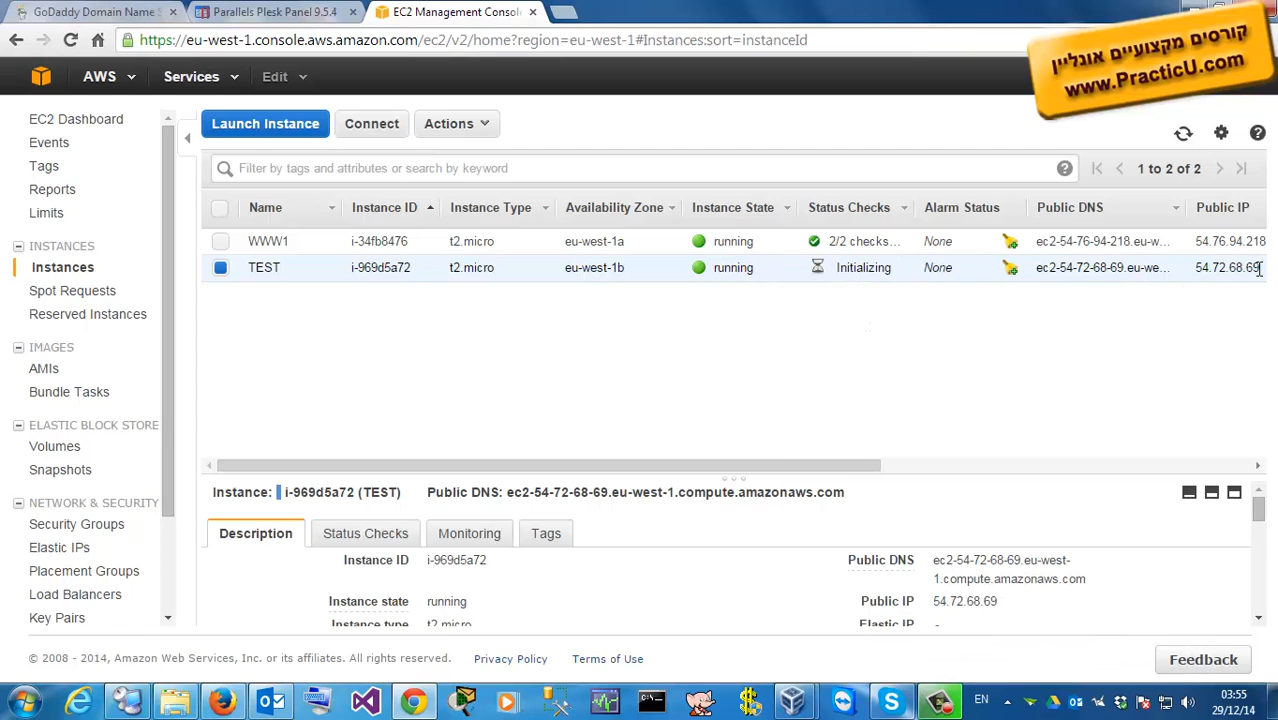 GoDaddy Domain Name S
Parallels Plesk Panel 9.5.4
EC2 Management Consol
https://eu-west-1.console.aws.amazon.com/ec2/v2/home?region=eu-west-1#Instances:sort=instanceId
קורסים מקצועיים אונליין
www.PracticU.com
AWS
Services
Edit
EC2 Dashboard
Events
Tags
Reports
Limits
INSTANCES
Instances
Spot Requests
Reserved Instances
IMAGES
AMIs
Bundle Tasks
ELASTIC BLOCK STORE
Volumes
Snapshots
NETWORK & SECURITY
Security Groups
Elastic IPs
Placement Groups
Load Balancers
Key Pairs
Launch Instance Connect Actions
Filter by tags and attributes or search by keyword
1 to 2 of 2
Name Instance ID Instance Type Availability Zone Instance State Status Checks Alarm Status Public DNS Public IP
WWW1 i-34fb8476 t2.micro eu-west-1a running 2/2 checks... None ec2-54-76-94-218.eu-w... 54.76.94.218
TEST i-969d5a72 t2.micro eu-west-1b running Initializing None ec2-54-72-68-69.eu-we... 54.72.68.69
Instance: i-969d5a72 (TEST) Public DNS: ec2-54-72-68-69.eu-west-1.compute.amazonaws.com
Description Status Checks Monitoring Tags
Instance ID i-969d5a72
Public DNS ec2-54-72-68-69.eu-west-
1.compute.amazonaws.com
Instance state running
Public IP 54.72.68.69
Instance type t2.micro
Elastic IP -
© 2008 - 2014, Amazon Web Services, Inc. or its affiliates. All rights reserved. Privacy Policy Terms of Use
Feedback
EN
03:55
29/12/14